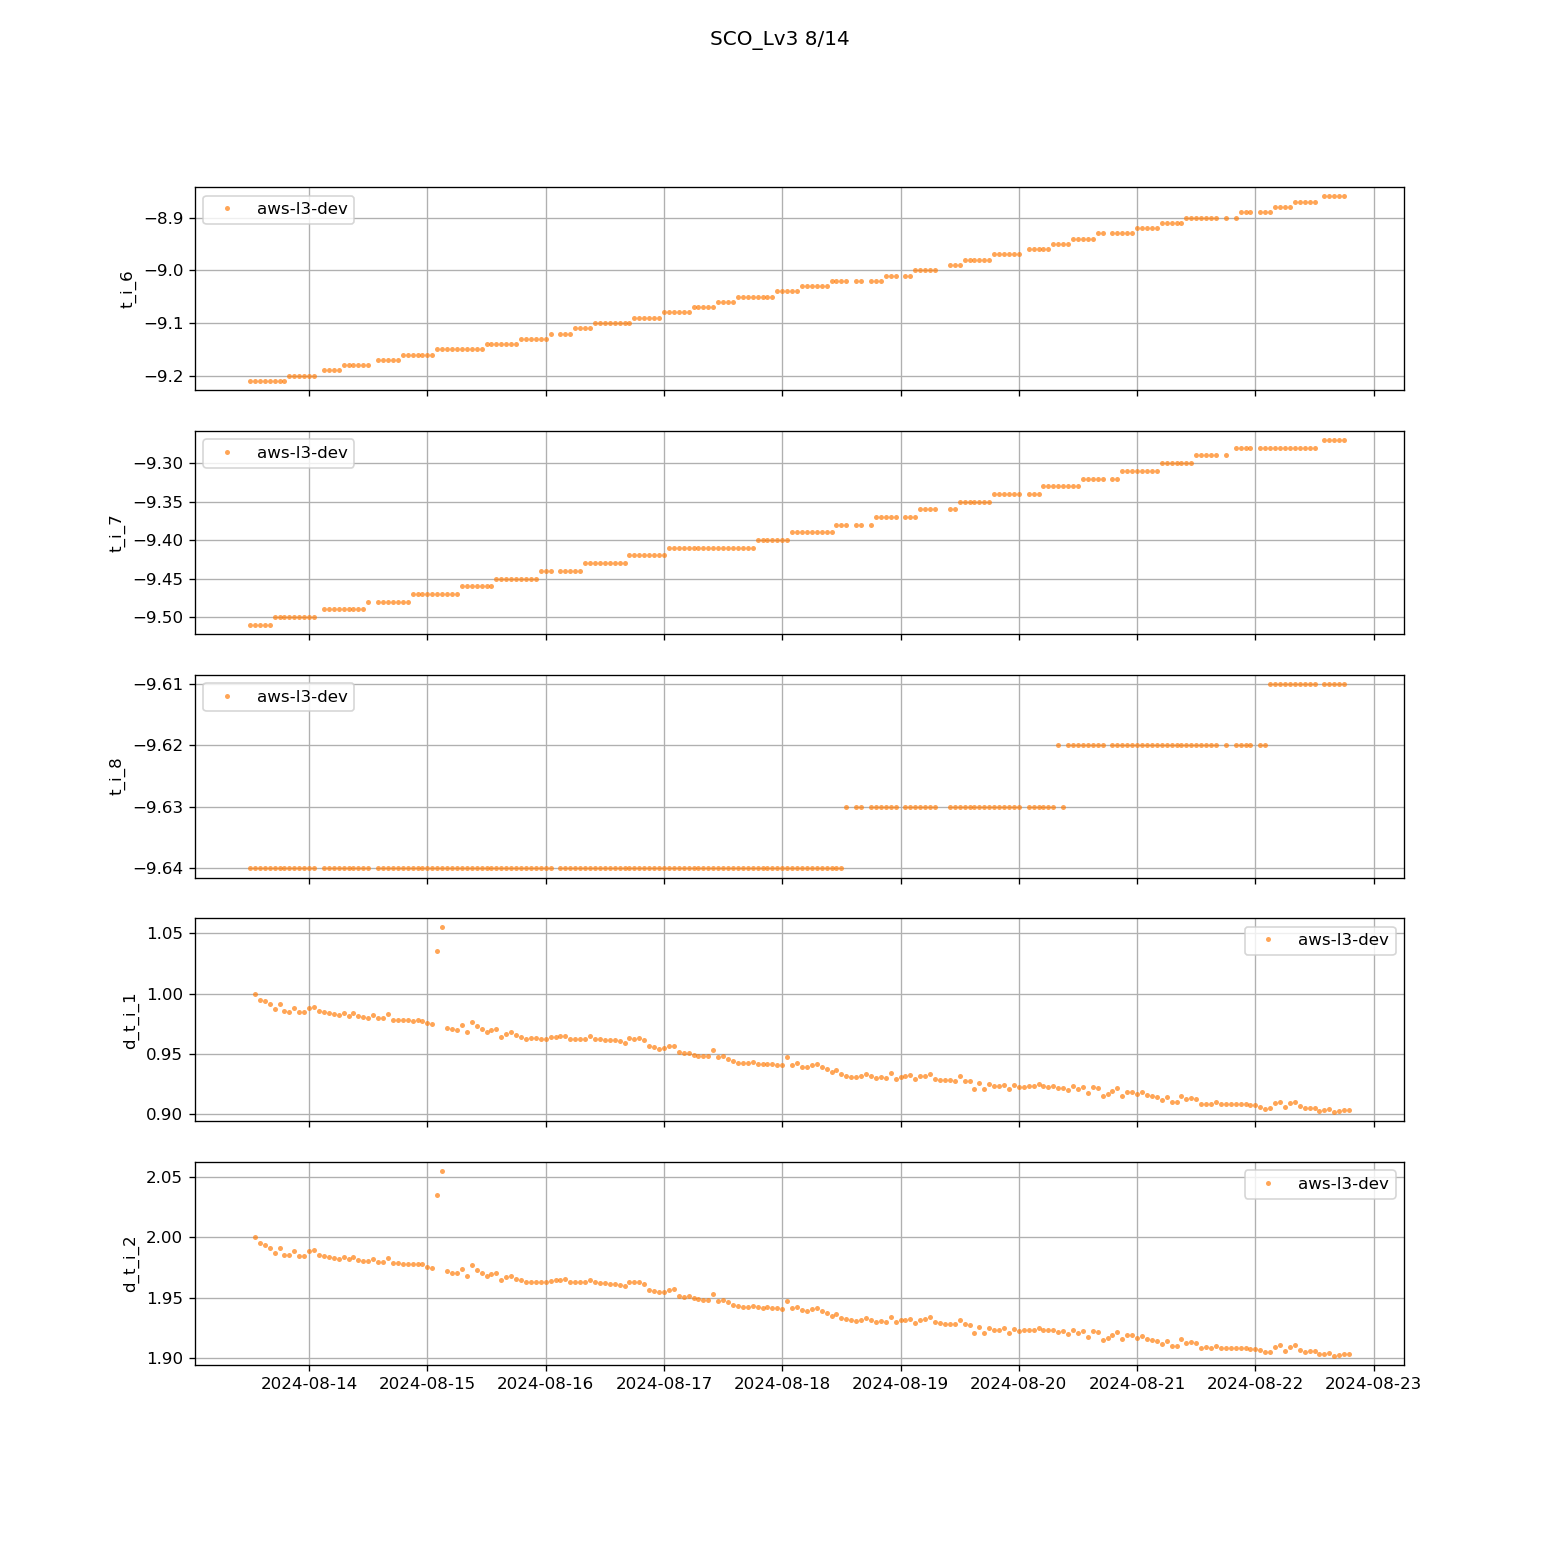 SCO_Lv3 8/14
aws-l3-dev
−8.9
−9.0
−9.1
−9.2
t_i_6
aws-l3-dev
−9.30
−9.35
−9.40
−9.45
−9.50
t_i_7
aws-l3-dev
−9.61
−9.62
−9.63
−9.64
t_i_8
aws-l3-dev
1.05
1.00
0.95
0.90
d_t_i_1
aws-l3-dev
2.05
2.00
1.95
1.90
d_t_i_2
2024-08-14 2024-08-15 2024-08-16 2024-08-17 2024-08-18 2024-08-19 2024-08-20 2024-08-21 2024-08-22 2024-08-23